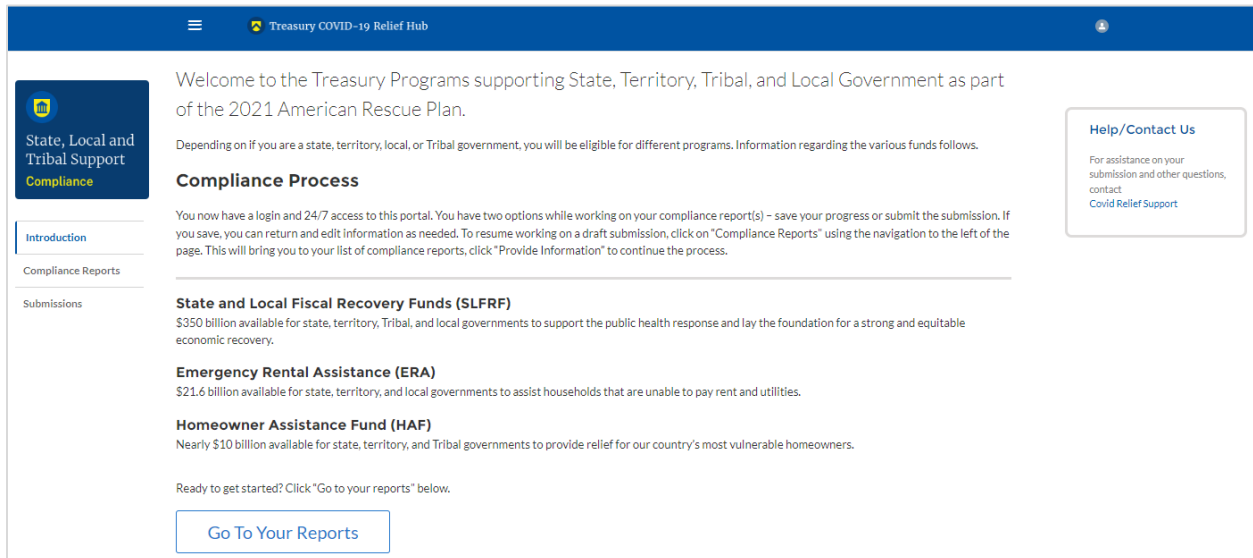 Treasury COVID-19 Relief Hub
State, Local and
Tribal Support
Compliance
Introduction
Compliance Reports
Submissions
Welcome to the Treasury Programs supporting State, Territory, Tribal, and Local Government as part
of the 2021 American Rescue Plan.
Depending on if you are a state, territory, local, or Tribal government, you will be eligible for different programs. Information regarding the various funds follows.
Compliance Process
You now have a login and 24/7 access to this portal. You have two options while working on your compliance report(s) – save your progress or submit the submission. If
you save, you can return and edit information as needed. To resume working on a draft submission, click on "Compliance Reports" using the navigation to the left of the
page. This will bring you to your list of compliance reports, click "Provide Information" to continue the process.
State and Local Fiscal Recovery Funds (SLFRF)
$350 billion available for state, territory, Tribal, and local governments to support the public health response and lay the foundation for a strong and equitable
economic recovery.
Emergency Rental Assistance (ERA)
$21.6 billion available for state, territory, and local governments to assist households that are unable to pay rent and utilities.
Homeowner Assistance Fund (HAF)
Nearly $10 billion available for state, territory, and Tribal governments to provide relief for our country's most vulnerable homeowners.
Ready to get started? Click "Go to your reports" below.
Go To Your Reports
Help/Contact Us
For assistance on your
submission and other questions,
contact
Covid Relief Support